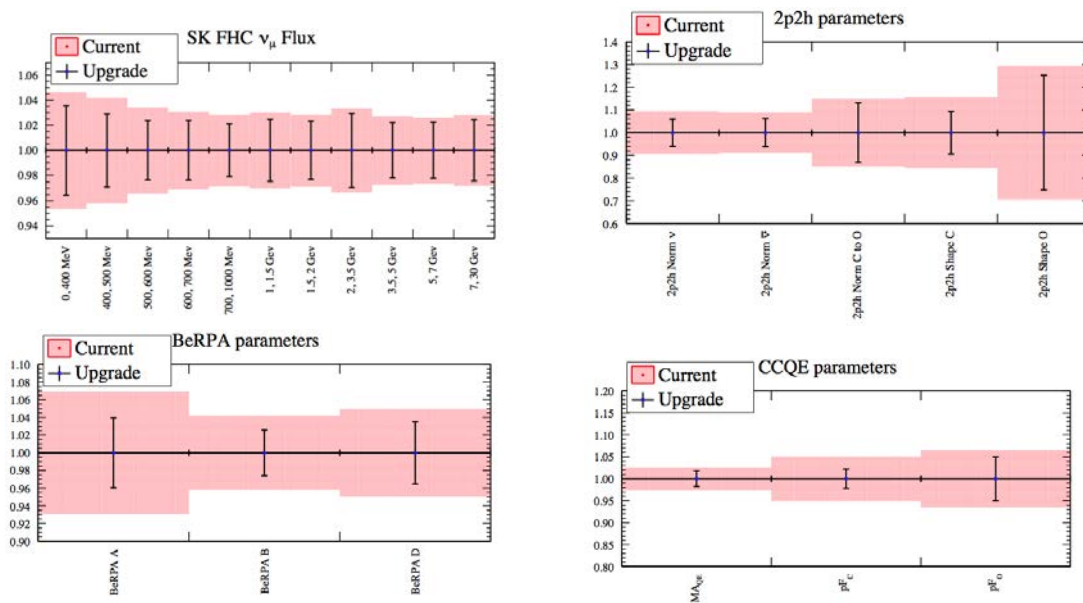 SK FHC νμ Flux
Current
Upgrade
1.06
1.04
1.02
1.00
0.98
0.96
0.94
0, 400 MeV
400, 500 Mev
500, 600 Mev
600, 700 Mev
700, 1000 Mev
1, 1.5 Gev
1.5, 2 Gev
2, 3.5 Gev
3.5, 5 Gev
5, 7 Gev
7, 30 Gev
2p2h parameters
Current
Upgrade
1.4
1.3
1.2
1.1
1.0
0.9
0.8
0.7
0.6
2p2h Norm ν
2p2h Norm ν̅
2p2h Norm C to O
2p2h Shape C
2p2h Shape O
BeRPA parameters
Current
Upgrade
1.10
1.08
1.06
1.04
1.02
1.00
0.98
0.96
0.94
0.92
0.90
BeRPA A
BeRPA B
BeRPA D
CCQE parameters
Current
Upgrade
1.20
1.15
1.10
1.05
1.00
0.95
0.90
0.85
0.80
MAQE
pFC
pFO